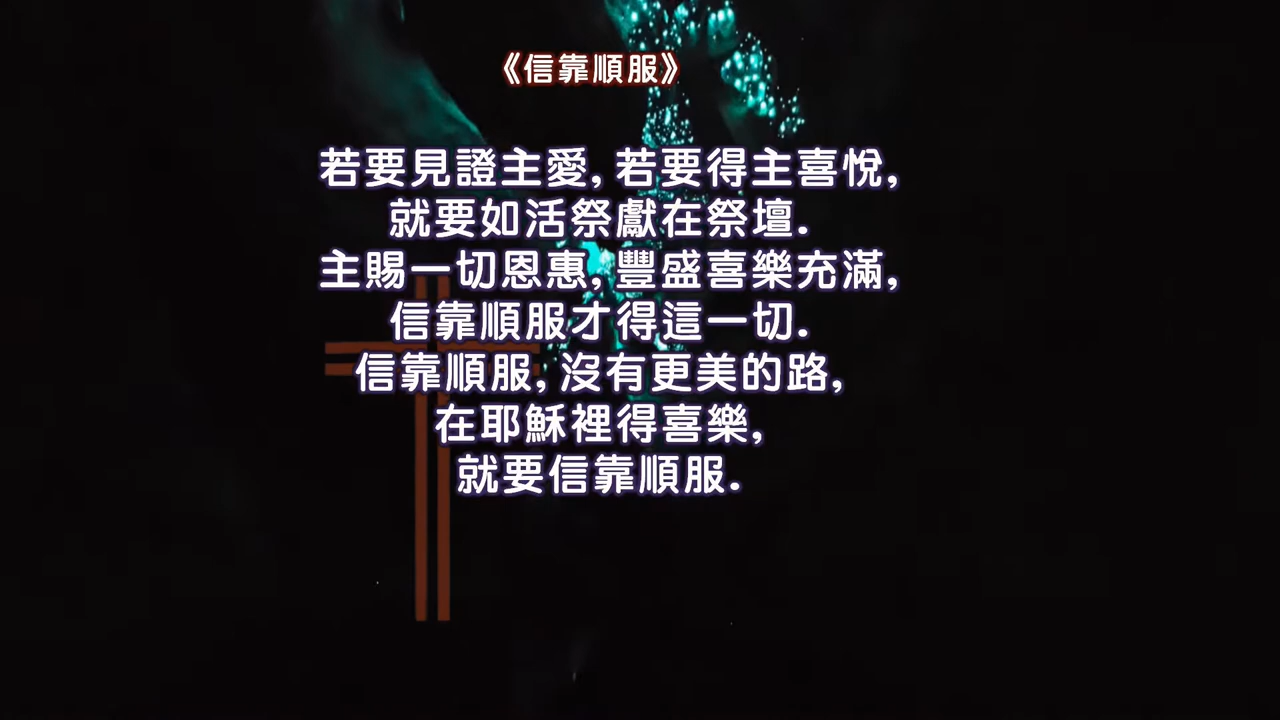 《信靠順服》
若要見證主愛, 若要得主喜悅,
就要如活祭獻在祭壇.
主賜一切恩惠, 豐盛喜樂充滿,
信靠順服才得這一切.
信靠順服, 沒有更美的路,
在耶穌裡得喜樂,
就要信靠順服.